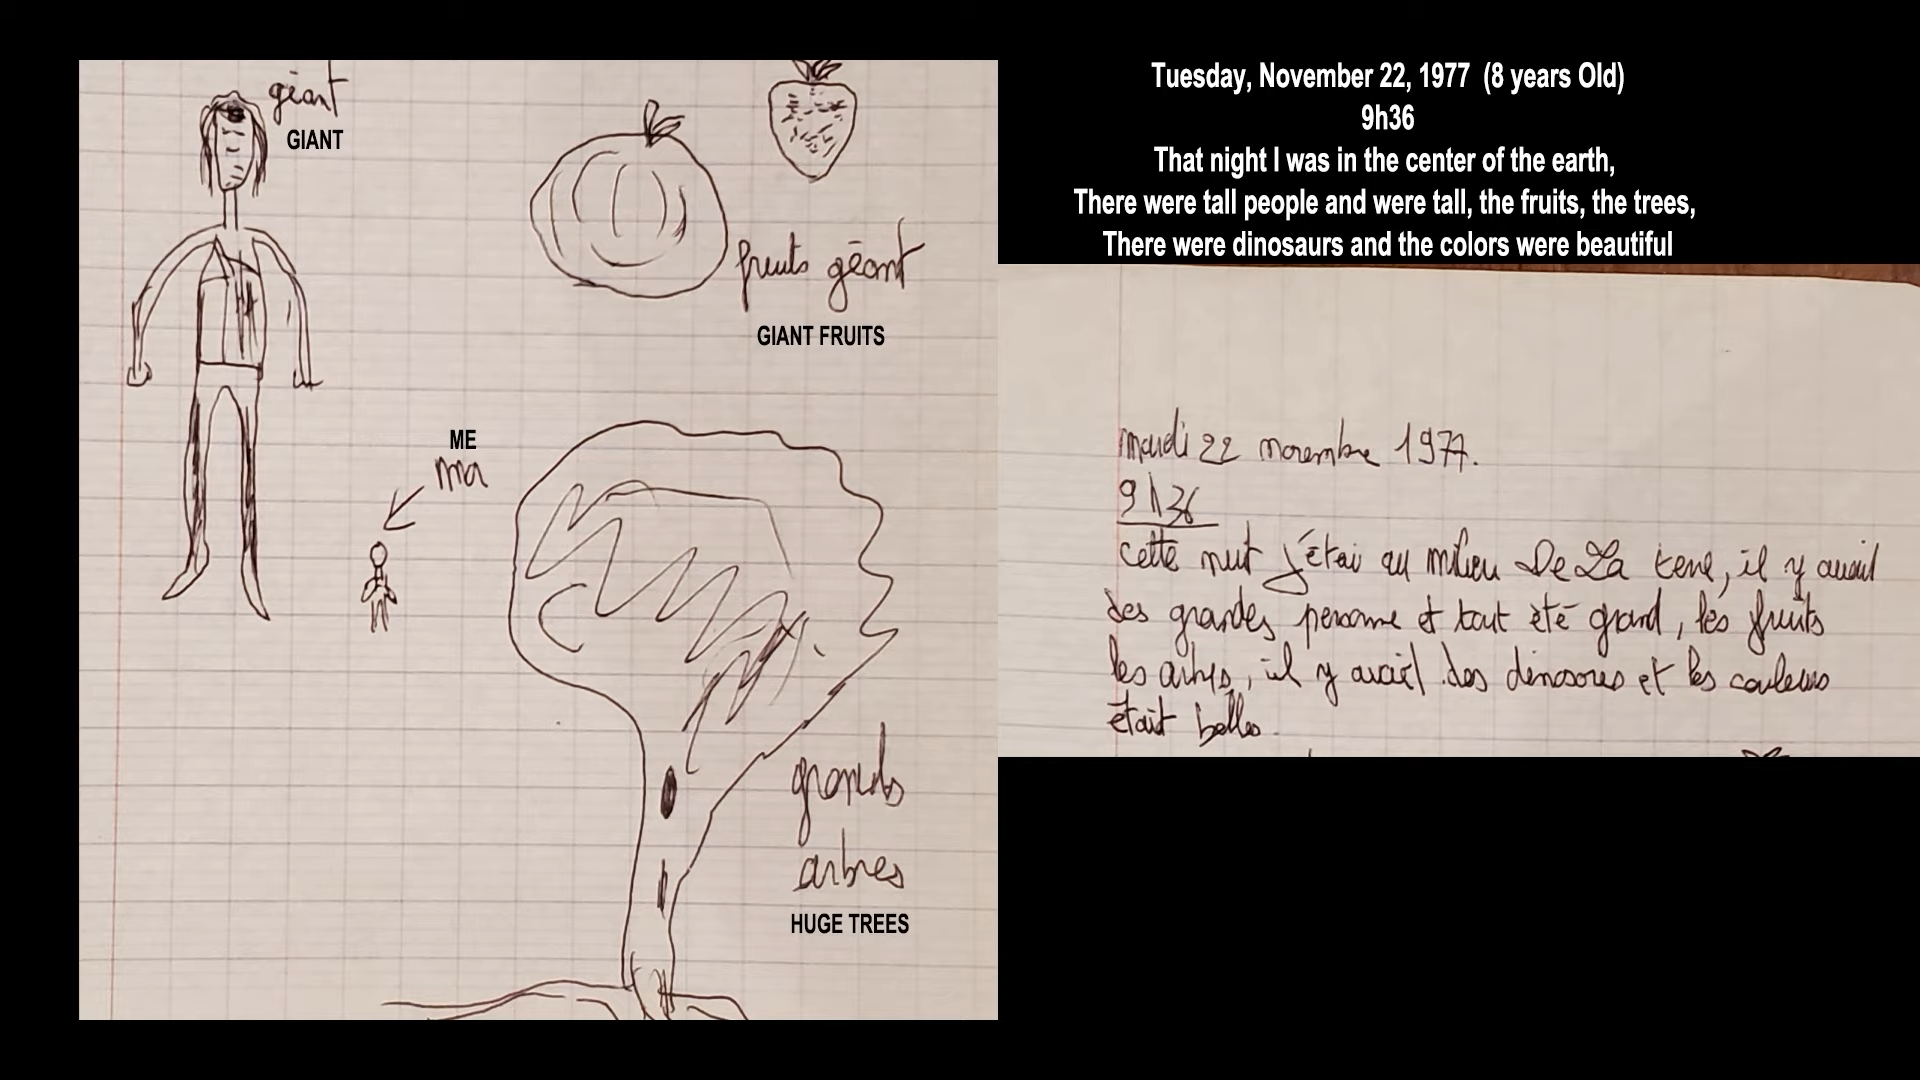 géant
GIANT
fruits géant
GIANT FRUITS
ME
moi
grands
arbres
HUGE TREES
Tuesday, November 22, 1977 (8 years Old)
9h36
That night I was in the center of the earth,
There were tall people and were tall, the fruits, the trees,
There were dinosaurs and the colors were beautiful
mardi 22 novembre 1977.
9h36
cette nuit j'étai au milieu De La terre, il y avait
des grandes personne et tout été grand, les fruits
les arbres, il y avait des dinosores et les couleurs
était belles.